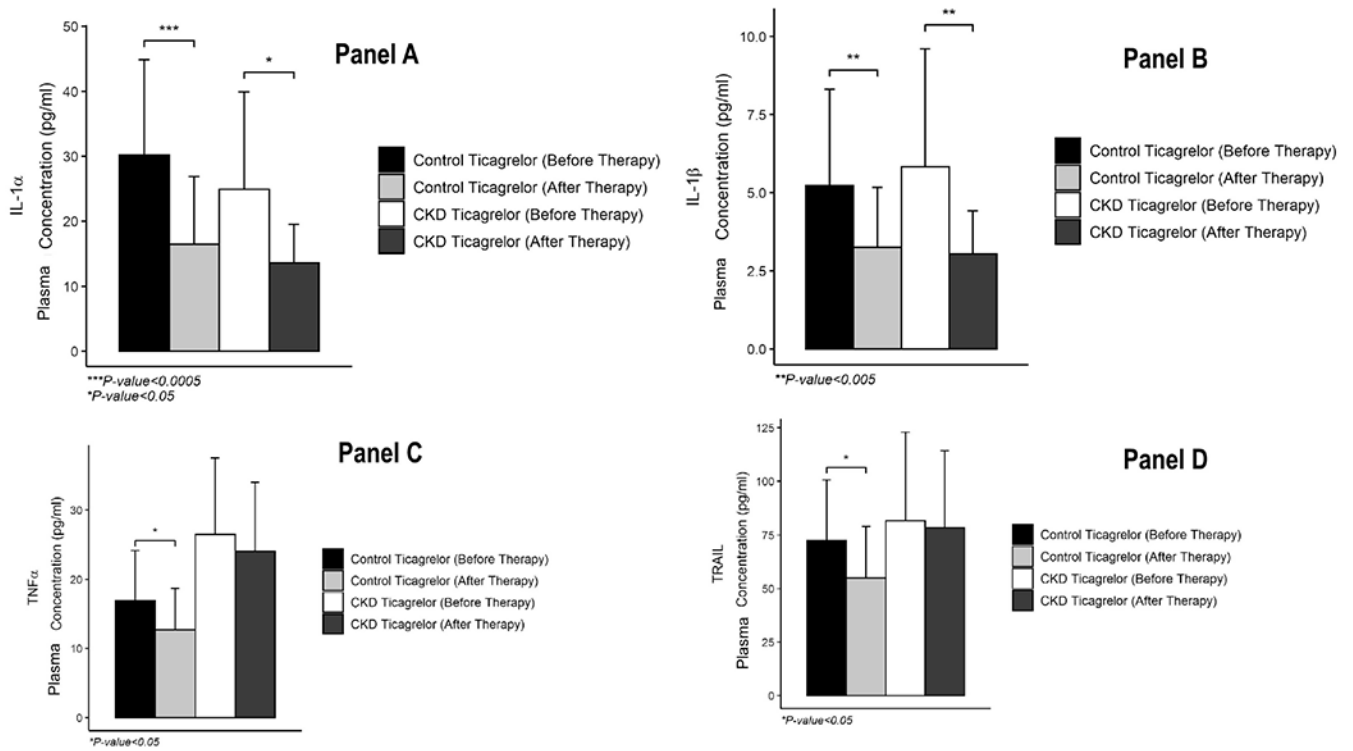 Panel A
IL-1α
Plasma Concentration (pg/ml)
50
40
30
20
10
0
***
*
Control Ticagrelor (Before Therapy)
Control Ticagrelor (After Therapy)
CKD Ticagrelor (Before Therapy)
CKD Ticagrelor (After Therapy)
***P-value<0.0005
*P-value<0.05
Panel B
IL-1β
Plasma Concentration (pg/ml)
10.0
7.5
5.0
2.5
0.0
**
**
Control Ticagrelor (Before Therapy)
Control Ticagrelor (After Therapy)
CKD Ticagrelor (Before Therapy)
CKD Ticagrelor (After Therapy)
**P-value<0.005
Panel C
TNFα
Plasma Concentration (pg/ml)
30
20
10
0
*
Control Ticagrelor (Before Therapy)
Control Ticagrelor (After Therapy)
CKD Ticagrelor (Before Therapy)
CKD Ticagrelor (After Therapy)
*P-value<0.05
Panel D
TRAIL
Plasma Concentration (pg/ml)
125
100
75
50
25
0
*
Control Ticagrelor (Before Therapy)
Control Ticagrelor (After Therapy)
CKD Ticagrelor (Before Therapy)
CKD Ticagrelor (After Therapy)
*P-value<0.05